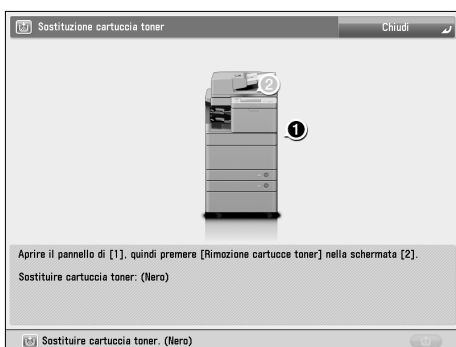 Sostituzione cartuccia toner
Chiudi
2
1
Aprire il pannello di [1], quindi premere [Rimozione cartucce toner] nella schermata [2].
Sostituire cartuccia toner: (Nero)
Sostituire cartuccia toner. (Nero)